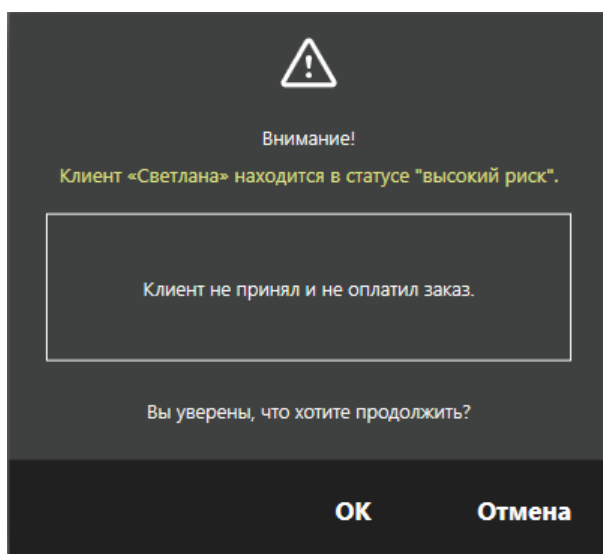 Внимание!
Клиент «Светлана» находится в статусе "высокий риск".
Клиент не принял и не оплатил заказ.
Вы уверены, что хотите продолжить?
ОК
Отмена